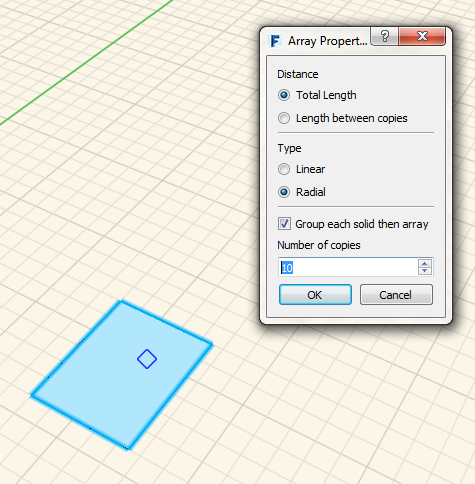 F Array Propert... ? X
Distance
Total Length
Length between copies
Type
Linear
Radial
Group each solid then array
Number of copies
10
OK Cancel